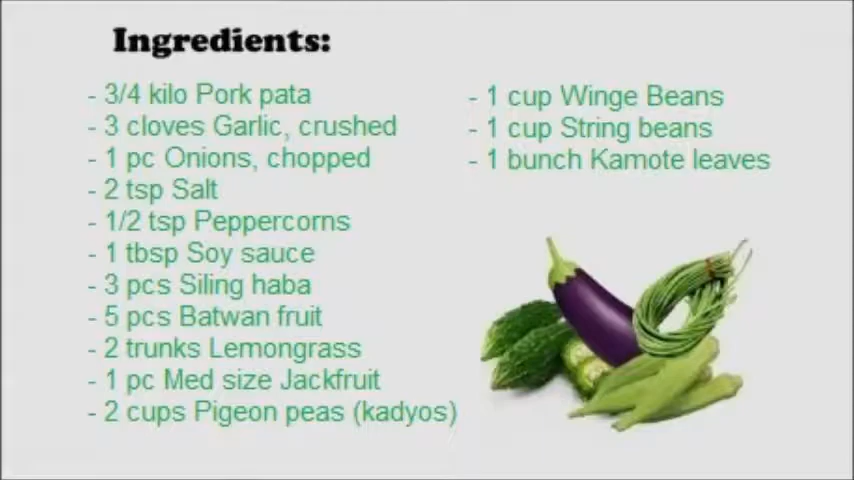 Ingredients:
- 3/4 kilo Pork pata
- 3 cloves Garlic, crushed
- 1 pc Onions, chopped
- 2 tsp Salt
- 1/2 tsp Peppercorns
- 1 tbsp Soy sauce
- 3 pcs Siling haba
- 5 pcs Batwan fruit
- 2 trunks Lemongrass
- 1 pc Med size Jackfruit
- 2 cups Pigeon peas (kadyos)
- 1 cup Winge Beans
- 1 cup String beans
- 1 bunch Kamote leaves